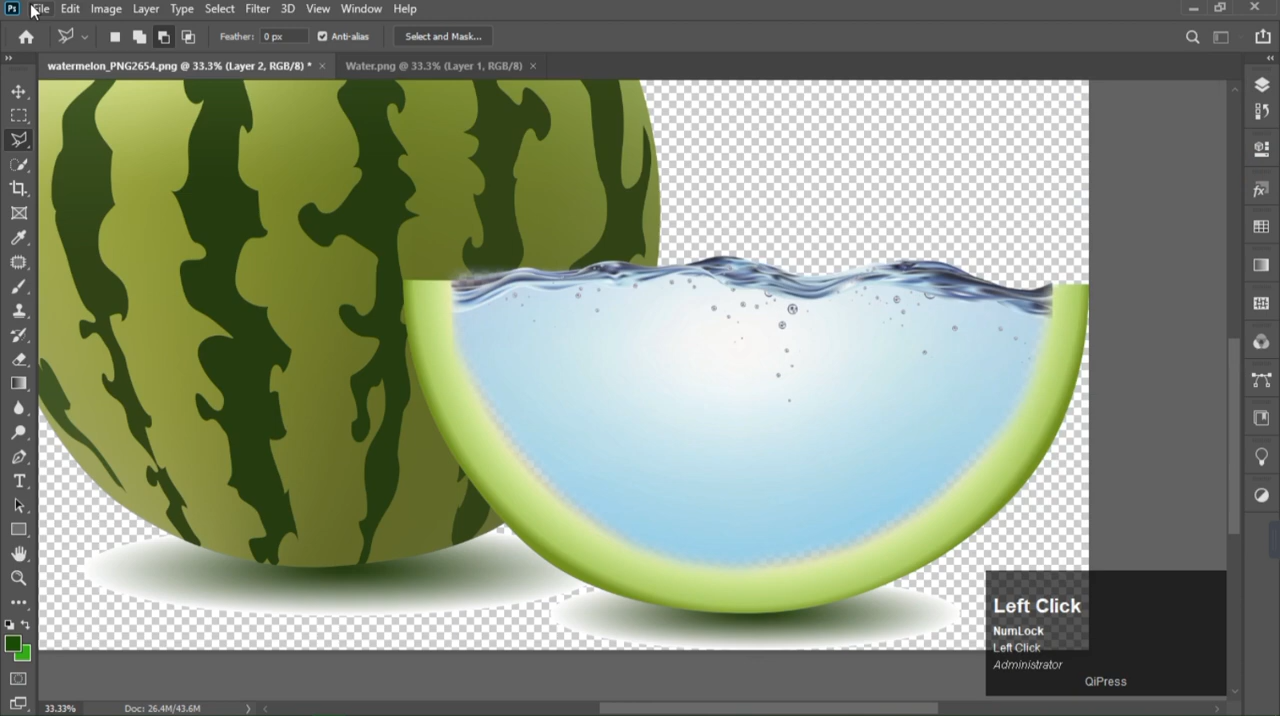 Ps File Edit Image Layer Type Select Filter 3D View Window Help
Feather: 0 px Anti-alias Select and Mask...
watermelon_PNG2654.png @ 33.3% (Layer 2, RGB/8) * × Water.png @ 33.3% (Layer 1, RGB/8) ×
Left Click
NumLock
Left Click
Administrator
QiPress
33.33% Doc: 26.4M/43.6M